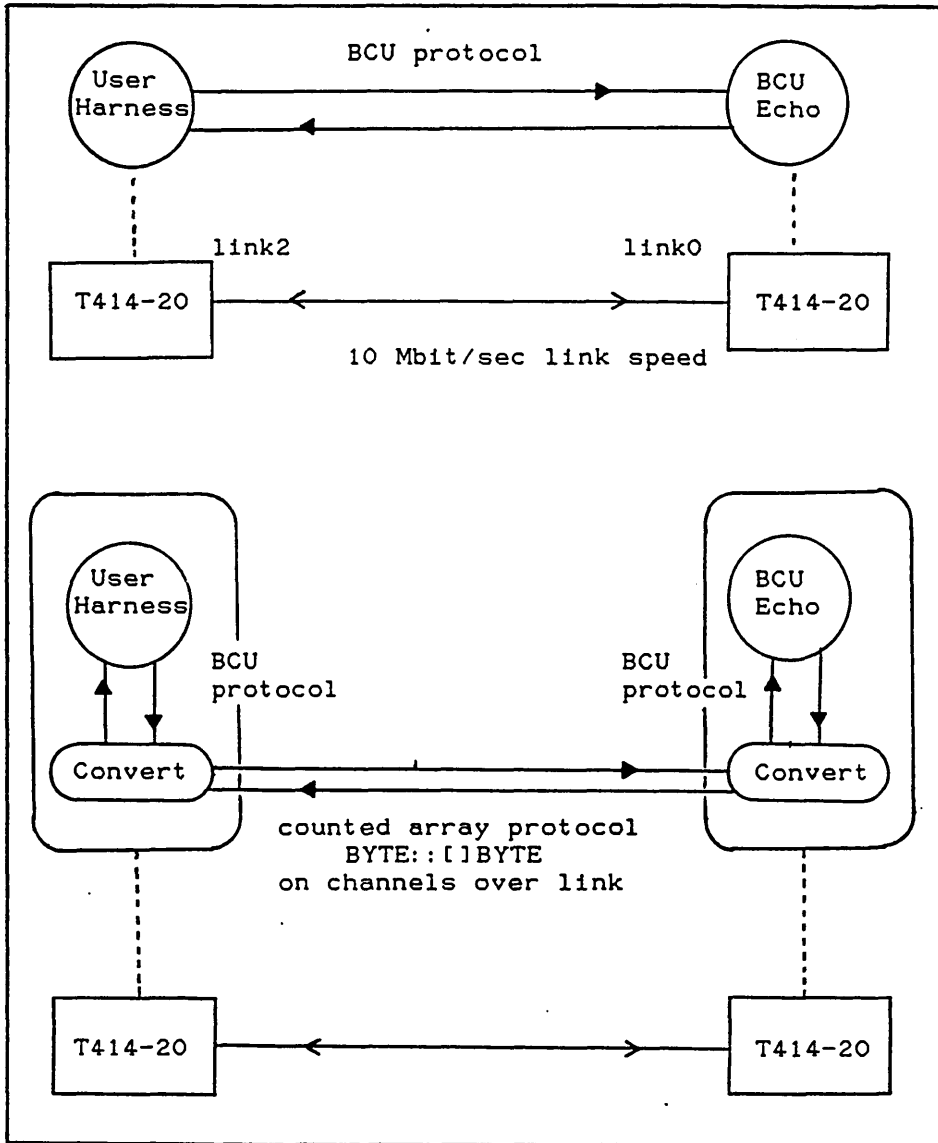 BCU protocol
User
Harness
BCU
Echo
link2
link0
T414-20
T414-20
10 Mbit/sec link speed
User
Harness
BCU
Echo
BCU
protocol
BCU
protocol
Convert
Convert
counted array protocol
BYTE::[]BYTE
on channels over link
T414-20
T414-20